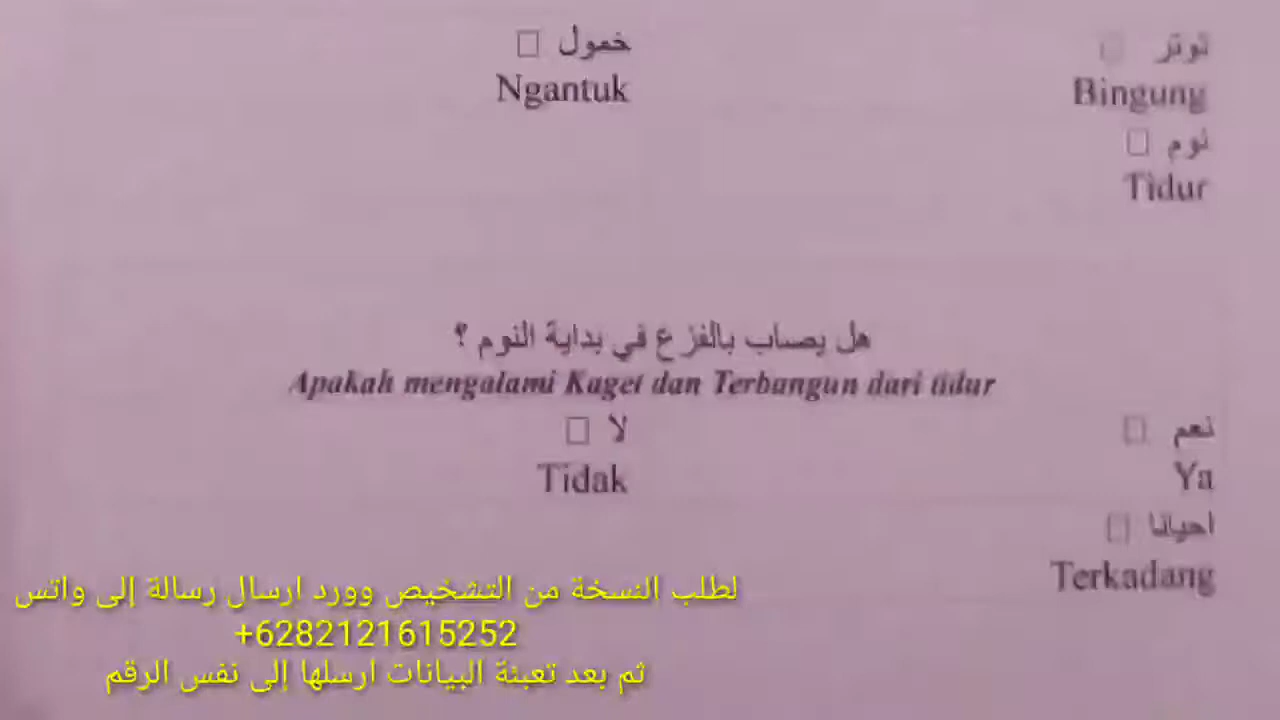 توتر □
خمول □
Bingung
Ngantuk
نوم □
Tidur
هل يصاب بالفزع في بداية النوم ؟
Apakah mengalami Kaget dan Terbangun dari tidur
نعم □
لا □
Ya
Tidak
احيانا □
Terkadang
لطلب النسخة من التشخيص وورد ارسال رسالة إلى واتس
+6282121615252
ثم بعد تعبئة البيانات ارسلها إلى نفس الرقم